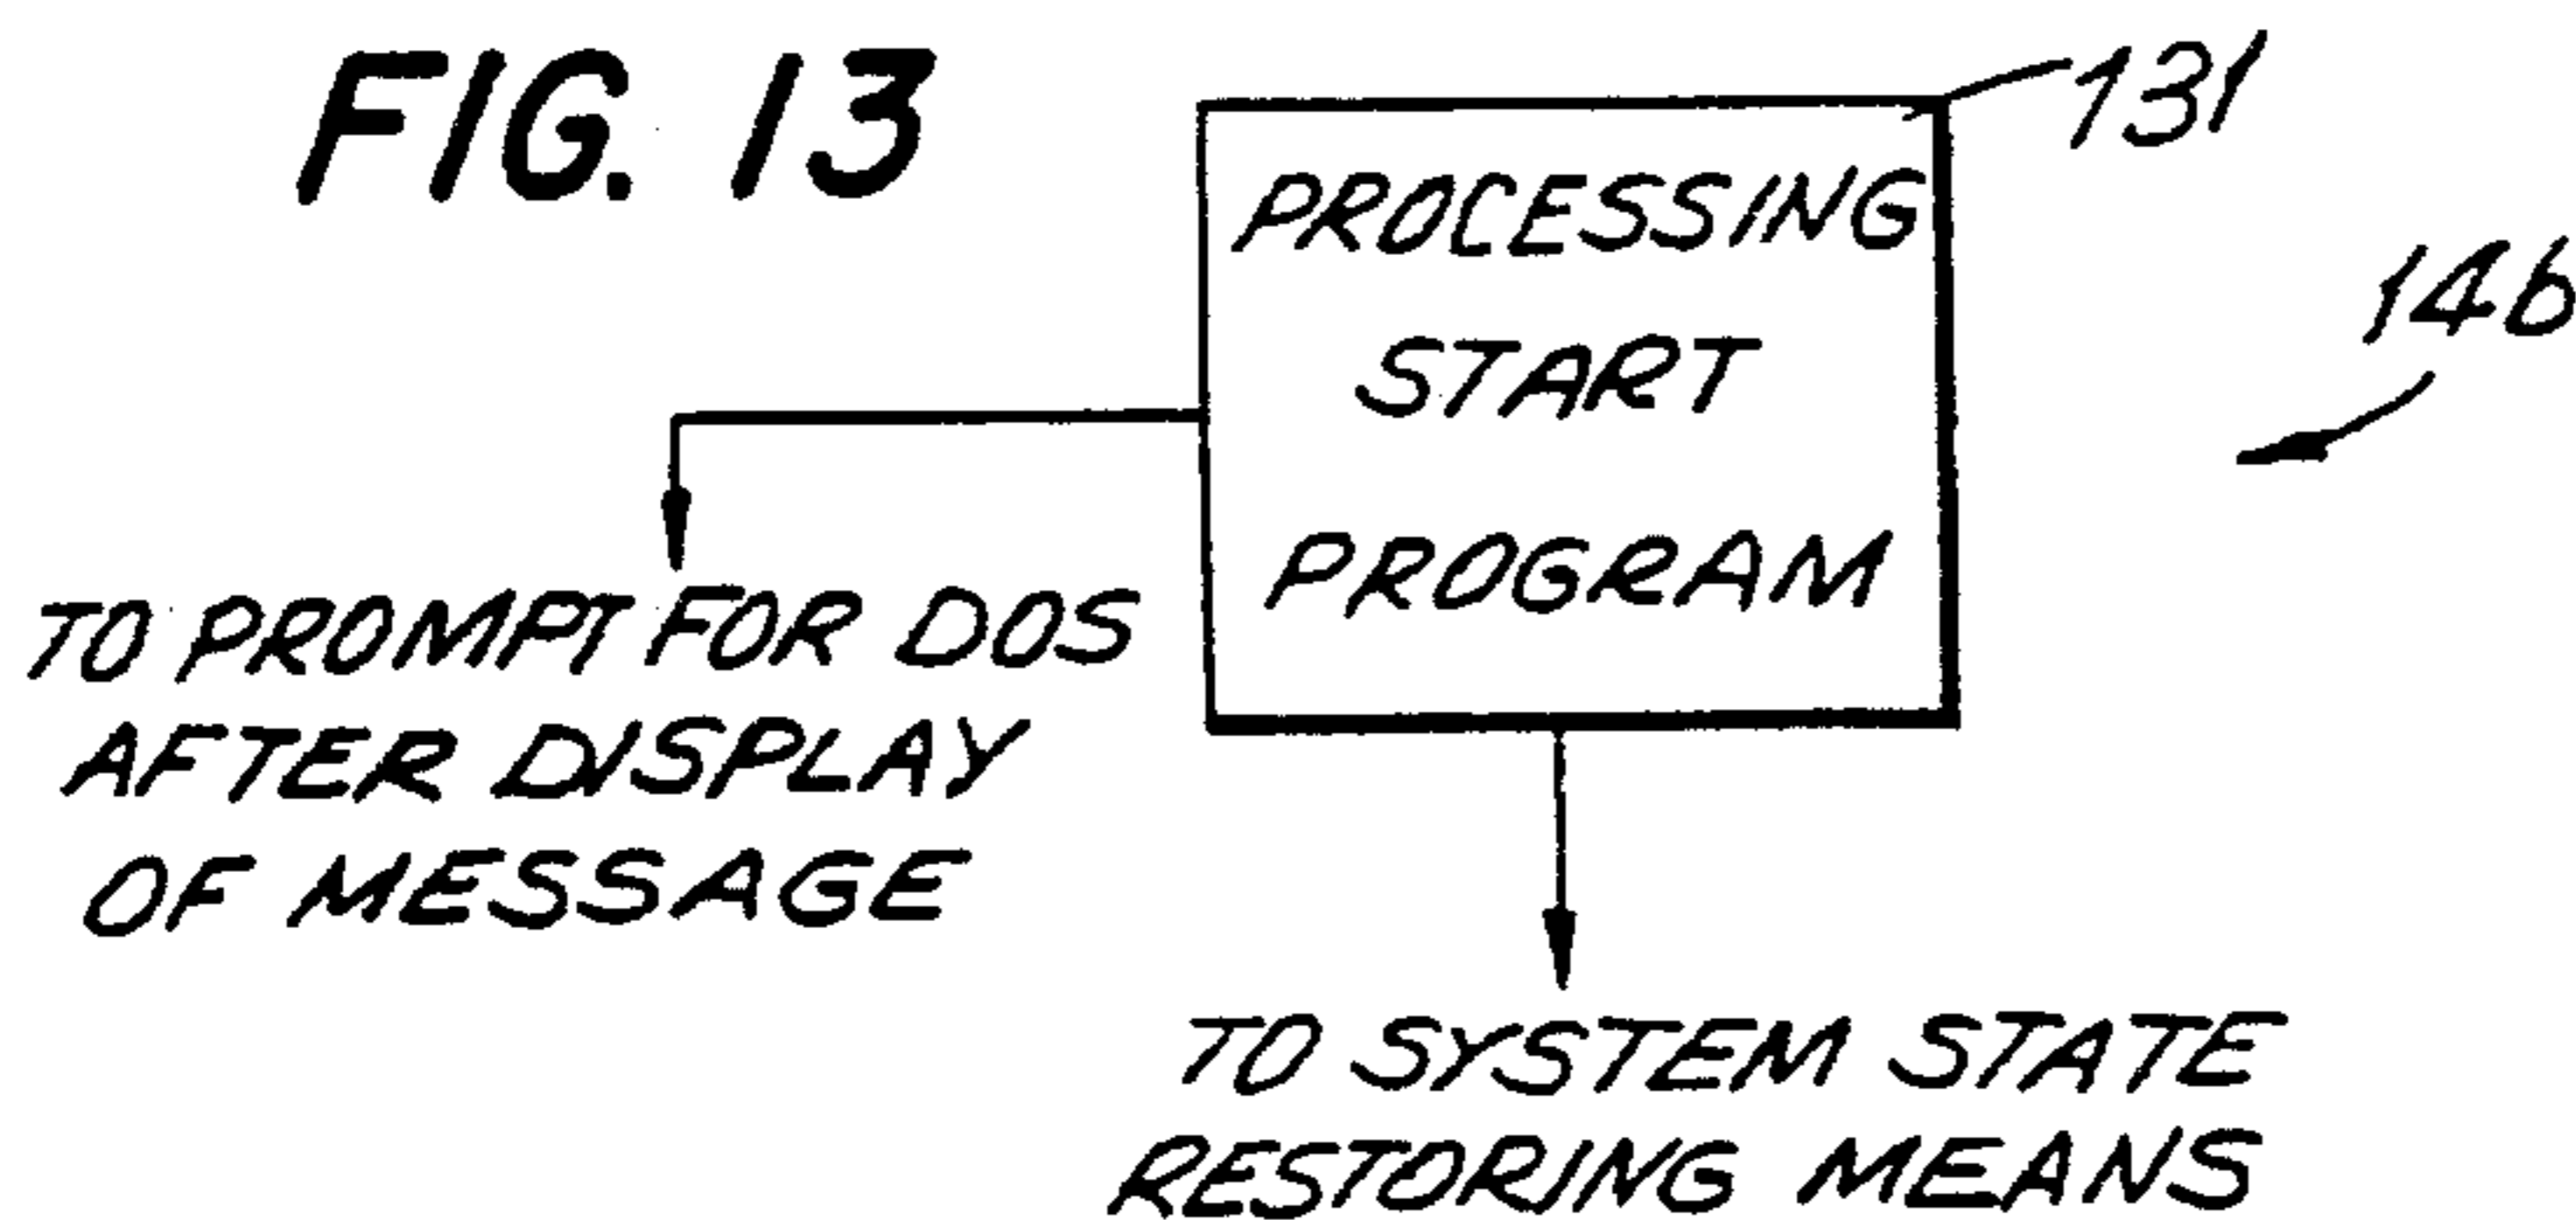 FIG. 13
131
PROCESSING
START
PROGRAM
146
TO PROMPT FOR DOS
AFTER DISPLAY
OF MESSAGE
TO SYSTEM STATE
RESTORING MEANS